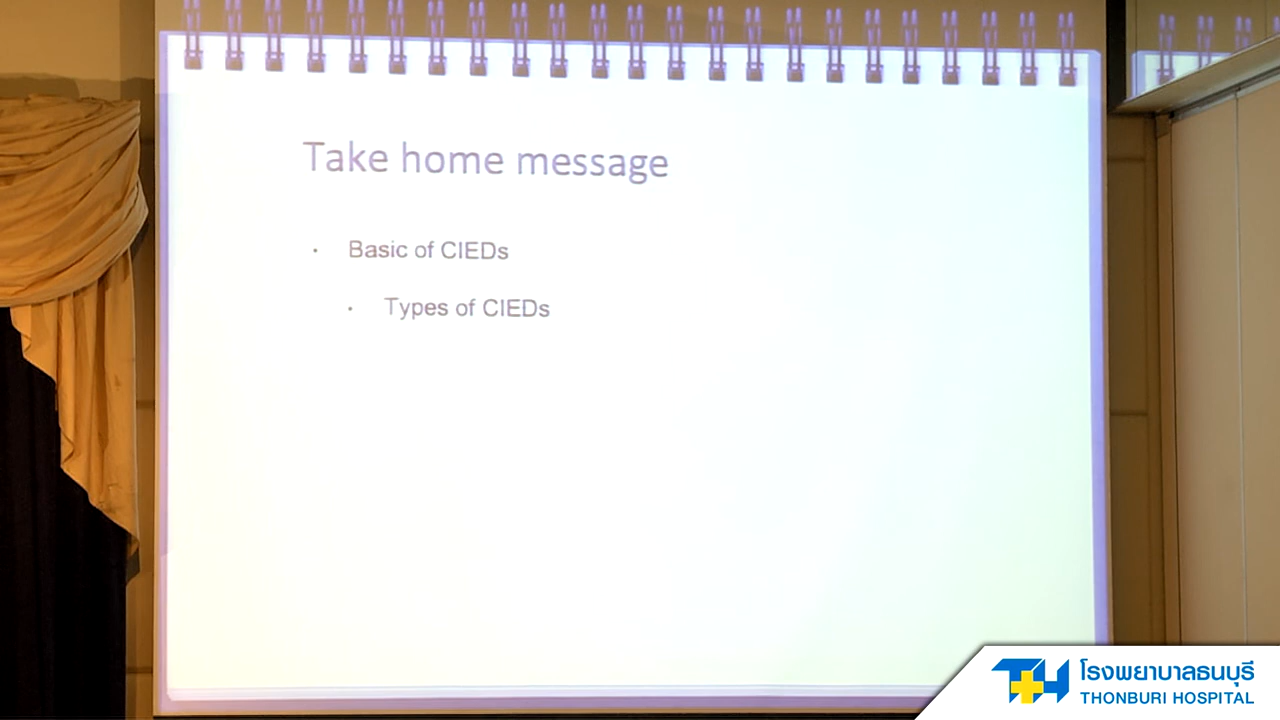 Take home message
• Basic of CIEDs
• Types of CIEDs
โรงพยาบาลธนบุรี
THONBURI HOSPITAL